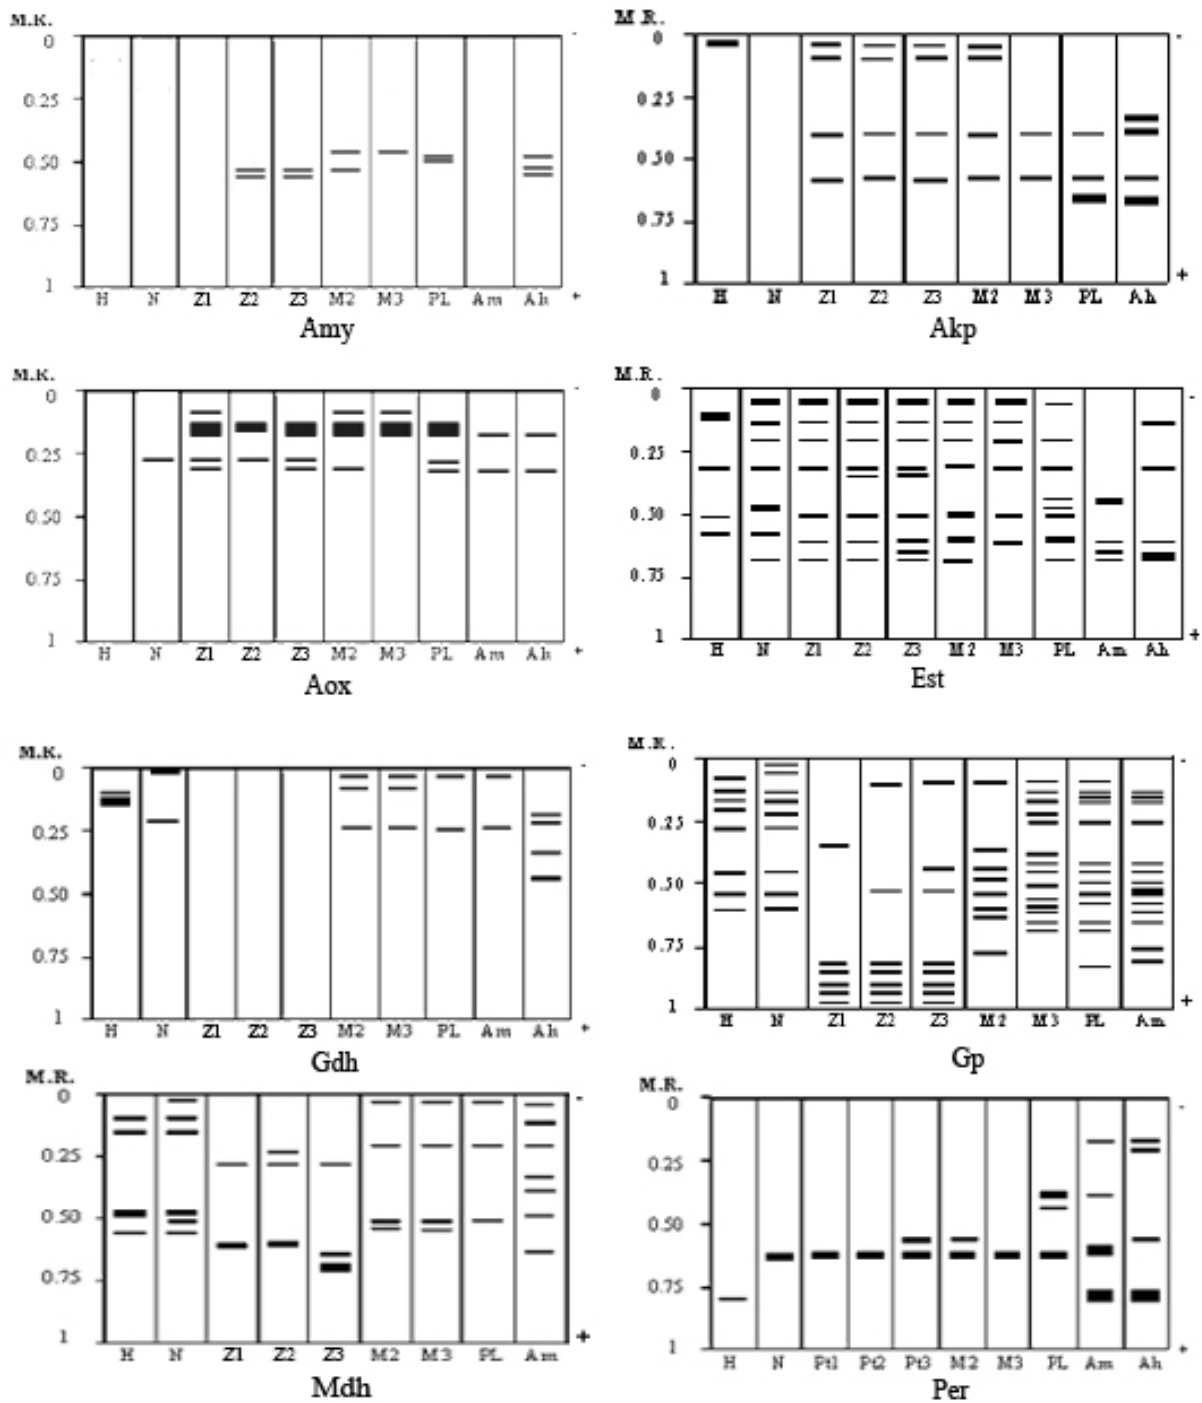 M.K.
0 -
0.25
0.50
0.75
1
H N Z1 Z2 Z3 M2 M3 PL Am Ah +
Amy
M R.
0 -
0.25
0.50
0.75
1 +
H N Z1 Z2 Z3 M2 M3 PL Ah
Akp
M.K.
0 -
0.25
0.50
0.75
1
H N Z1 Z2 Z3 M2 M3 PL Am Ah +
Aox
M.R.
0 -
0.25
0.50
0.75
1 +
H N Z1 Z2 Z3 M2 M3 PL Am Ah
Est
M.K.
0 -
0.25
0.50
0.75
1
H N Z1 Z2 Z3 M2 M3 PL Am Ah +
Gdh
M.R.
0 -
0.25
0.50
0.75
1 +
H N Z1 Z2 Z3 M2 M3 PL Am
Gp
M.R.
0 -
0.25
0.50
0.75
1 +
H N Z1 Z2 Z3 M2 M3 PL Am
Mdh
M.R.
0 -
0.25
0.50
0.75
1
H N Pt1 Pt2 Pt3 M2 M3 PL Am Ah +
Per